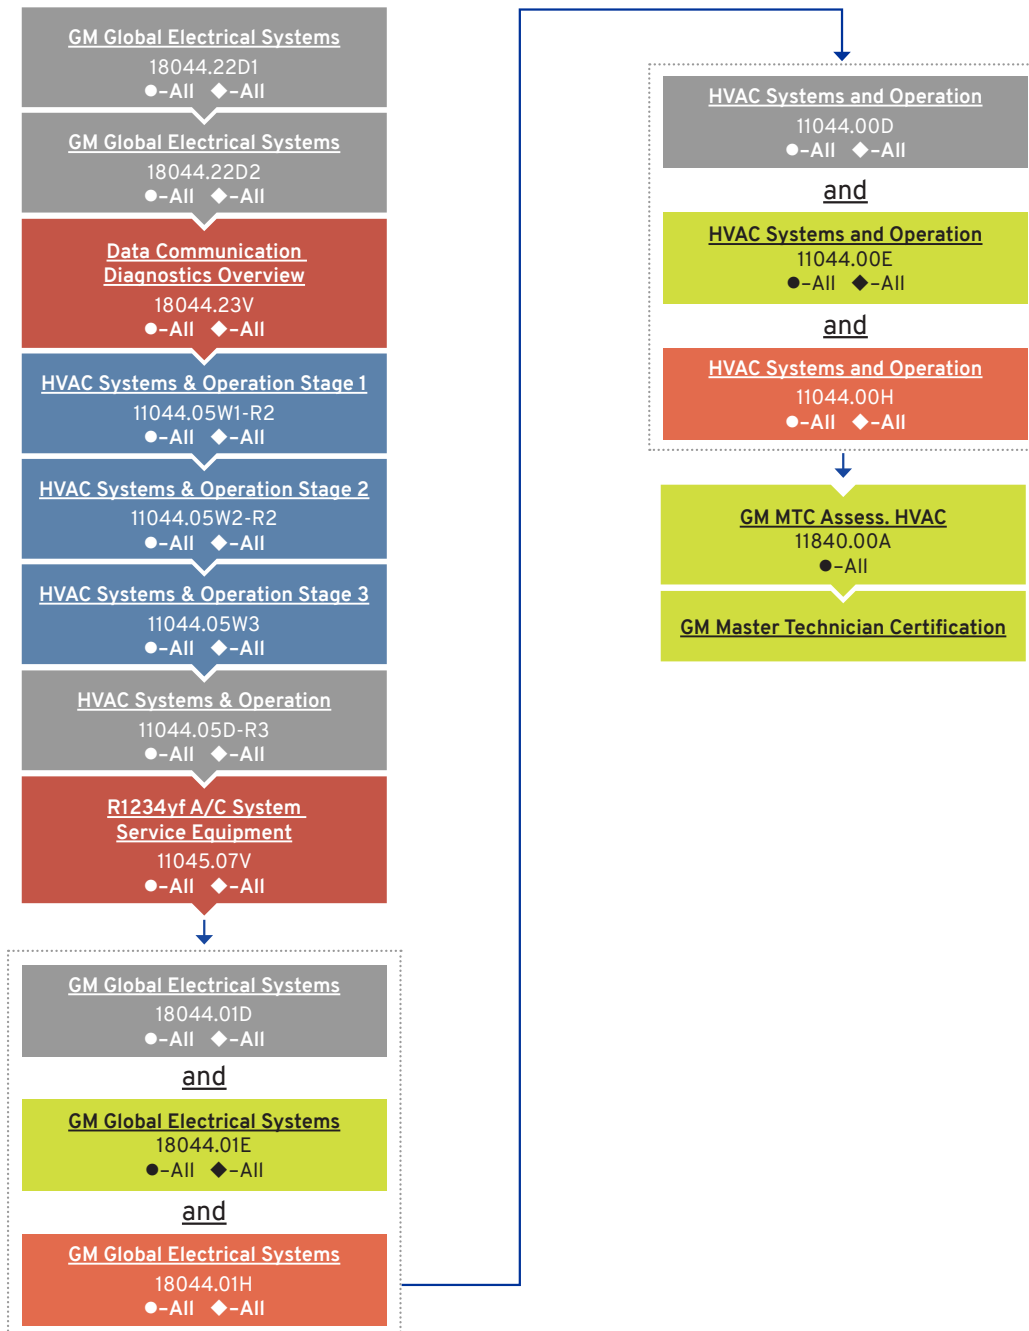 GM Global Electrical Systems
18044.22D1
●–All ◆–All
GM Global Electrical Systems
18044.22D2
●–All ◆–All
Data Communication
Diagnostics Overview
18044.23V
●–All ◆–All
HVAC Systems & Operation Stage 1
11044.05W1-R2
●–All ◆–All
HVAC Systems & Operation Stage 2
11044.05W2-R2
●–All ◆–All
HVAC Systems & Operation Stage 3
11044.05W3
●–All ◆–All
HVAC Systems & Operation
11044.05D-R3
●–All ◆–All
R1234yf A/C System
Service Equipment
11045.07V
●–All ◆–All
GM Global Electrical Systems
18044.01D
●–All ◆–All
and
GM Global Electrical Systems
18044.01E
●–All ◆–All
and
GM Global Electrical Systems
18044.01H
●–All ◆–All
HVAC Systems and Operation
11044.00D
●–All ◆–All
and
HVAC Systems and Operation
11044.00E
●–All ◆–All
and
HVAC Systems and Operation
11044.00H
●–All ◆–All
GM MTC Assess. HVAC
11840.00A
●–All
GM Master Technician Certification